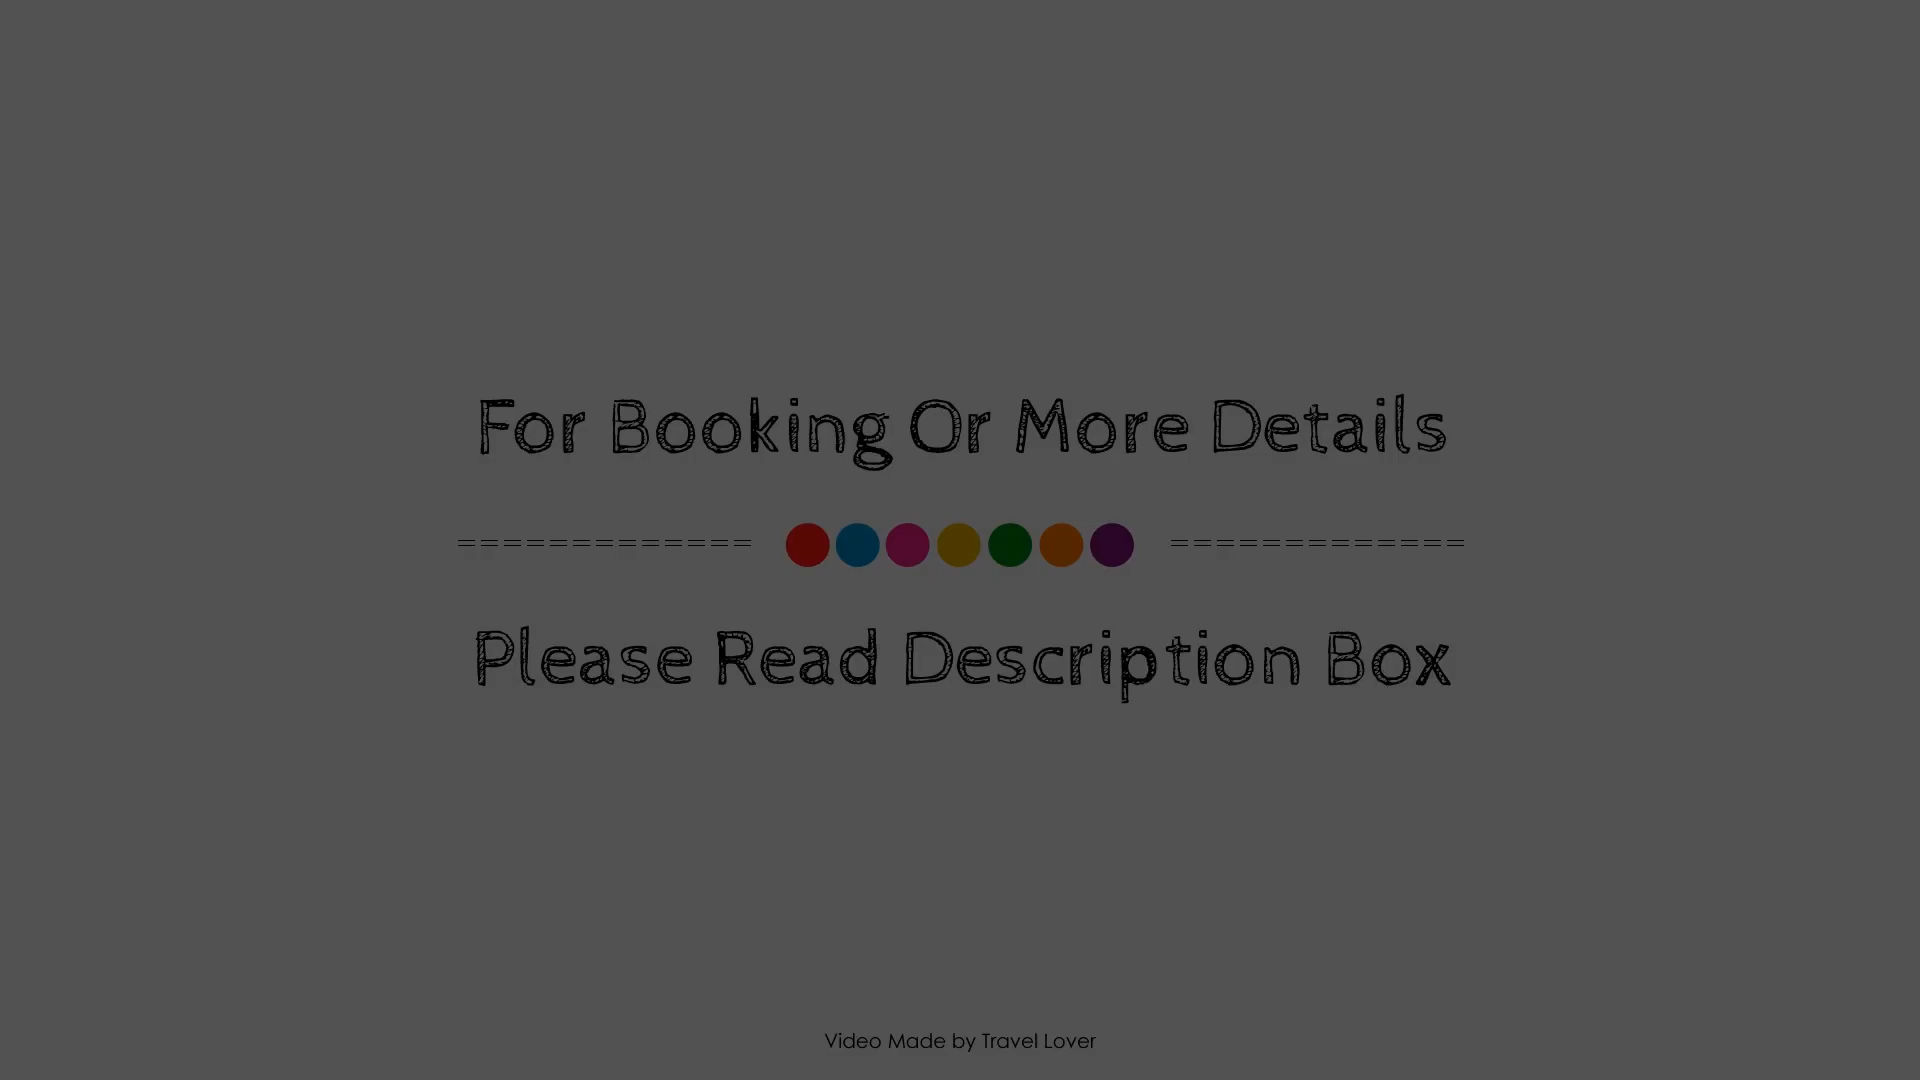 For Booking Or More Details
============= =============
Please Read Description Box
Video Made by Travel Lover